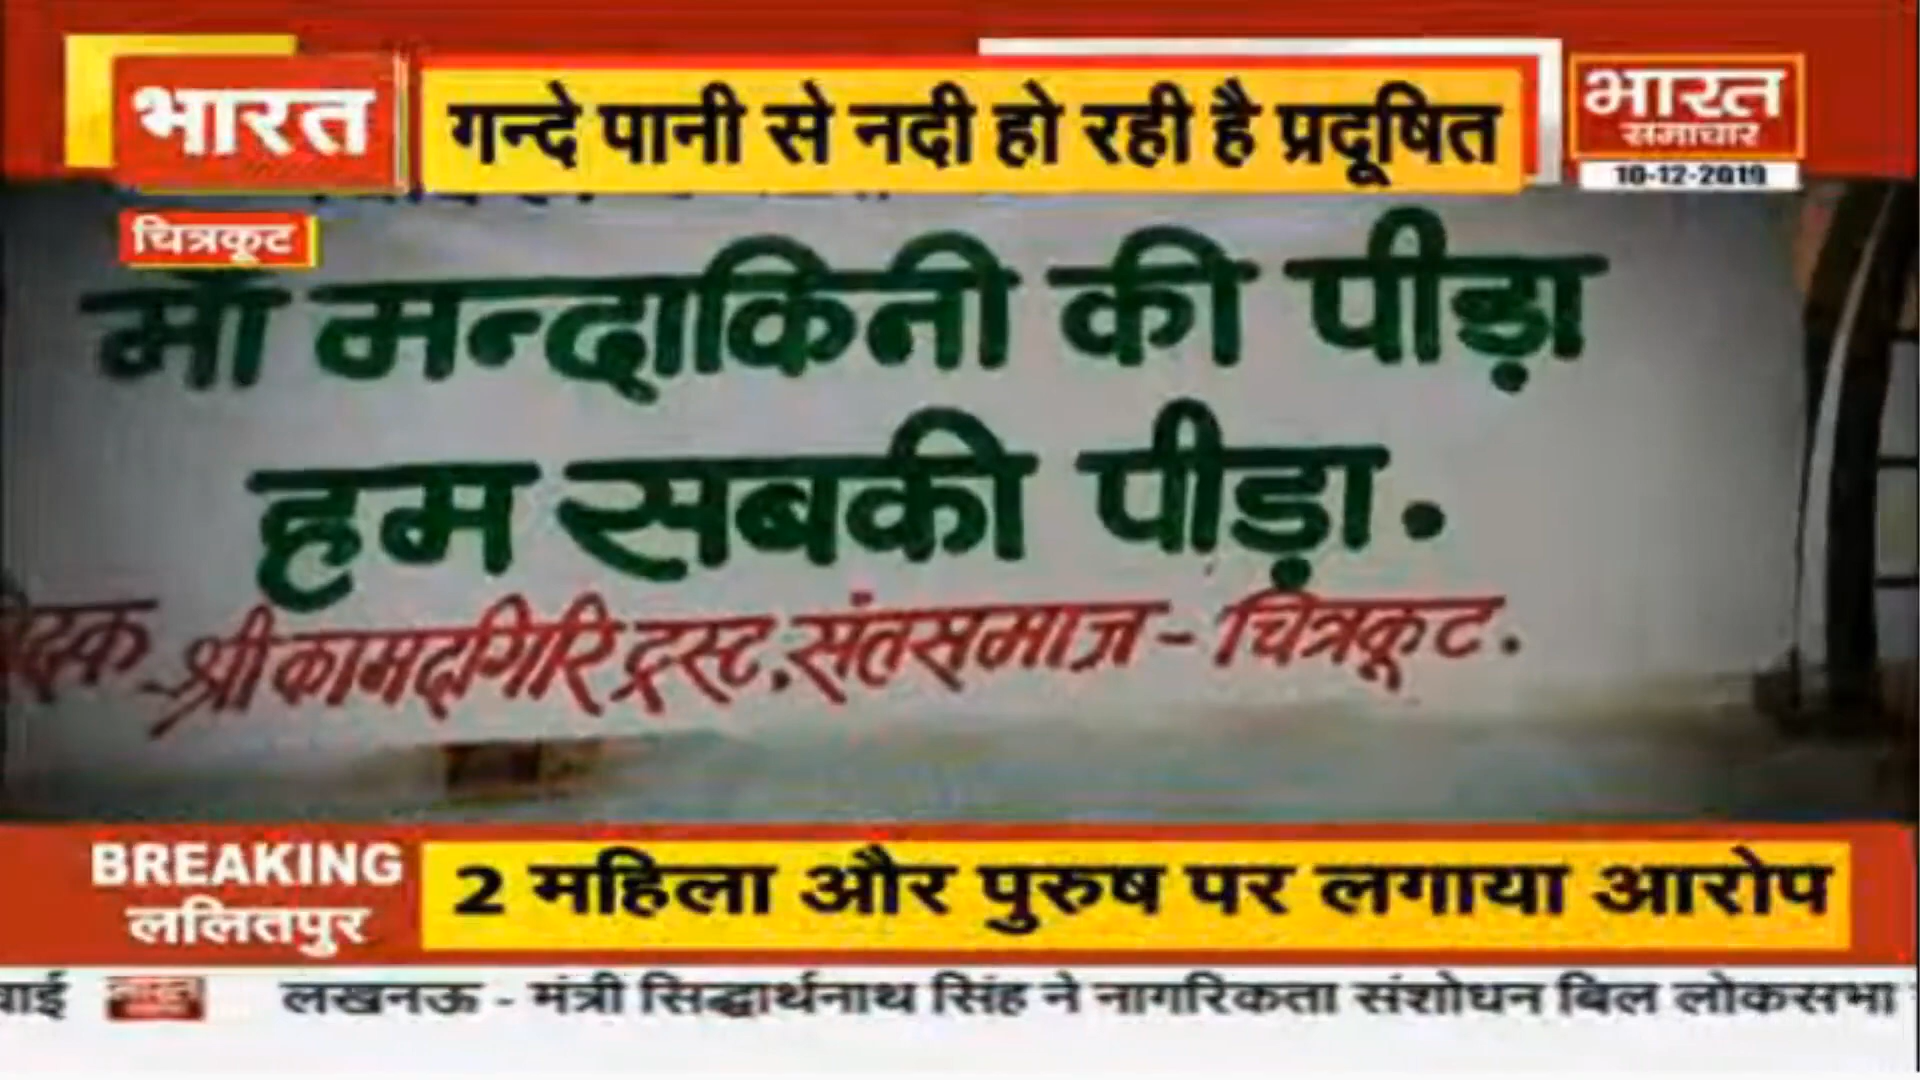 भारत
गन्दे पानी से नदी हो रही है प्रदूषित
भारत
समाचार
10-12-2019
चित्रकूट
माँ मन्दाकिनी की पीड़ा
हम सबकी पीड़ा.
श्री कामदगिरि ट्रस्ट, संत समाज - चित्रकूट.
BREAKING
ललितपुर
2 महिला और पुरुष पर लगाया आरोप
लखनऊ - मंत्री सिद्धार्थनाथ सिंह ने नागरिकता संशोधन बिल लोकसभा